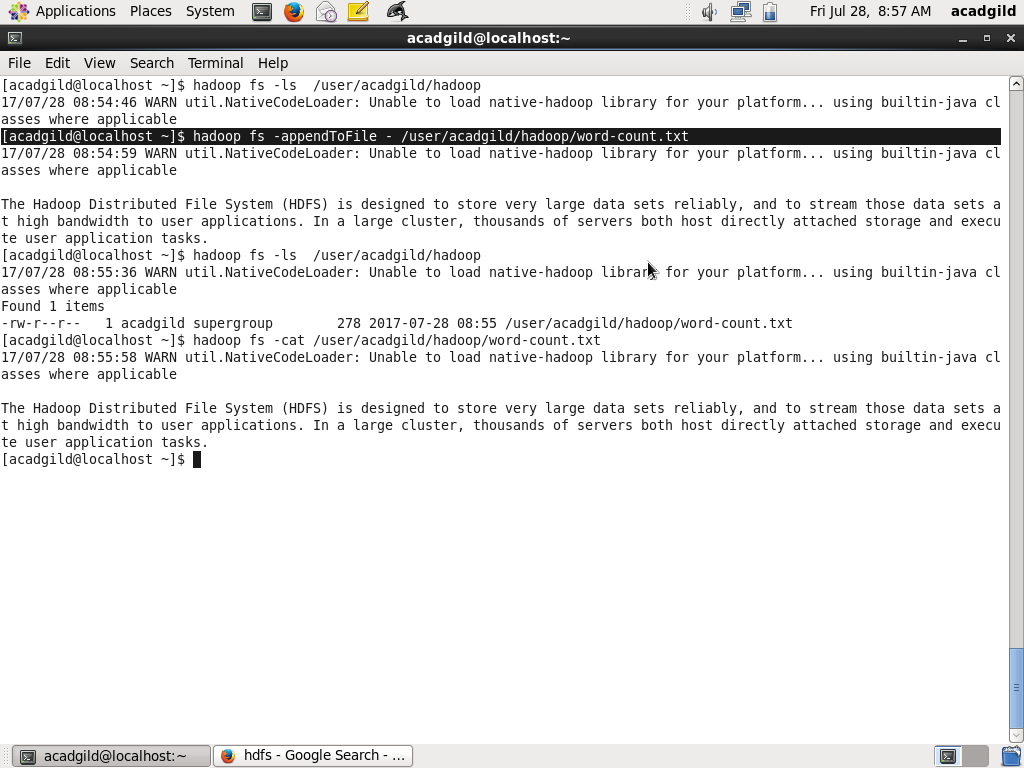 Applications Places System Fri Jul 28, 8:57 AM acadgild
acadgild@localhost:~
File Edit View Search Terminal Help
[acadgild@localhost ~]$ hadoop fs -ls  /user/acadgild/hadoop
17/07/28 08:54:46 WARN util.NativeCodeLoader: Unable to load native-hadoop library for your platform... using builtin-java cl
asses where applicable
[acadgild@localhost ~]$ hadoop fs -appendToFile - /user/acadgild/hadoop/word-count.txt
17/07/28 08:54:59 WARN util.NativeCodeLoader: Unable to load native-hadoop library for your platform... using builtin-java cl
asses where applicable
The Hadoop Distributed File System (HDFS) is designed to store very large data sets reliably, and to stream those data sets a
t high bandwidth to user applications. In a large cluster, thousands of servers both host directly attached storage and execu
te user application tasks.
[acadgild@localhost ~]$ hadoop fs -ls  /user/acadgild/hadoop
17/07/28 08:55:36 WARN util.NativeCodeLoader: Unable to load native-hadoop library for your platform... using builtin-java cl
asses where applicable
Found 1 items
-rw-r--r--   1 acadgild supergroup        278 2017-07-28 08:55 /user/acadgild/hadoop/word-count.txt
[acadgild@localhost ~]$ hadoop fs -cat /user/acadgild/hadoop/word-count.txt
17/07/28 08:55:58 WARN util.NativeCodeLoader: Unable to load native-hadoop library for your platform... using builtin-java cl
asses where applicable
The Hadoop Distributed File System (HDFS) is designed to store very large data sets reliably, and to stream those data sets a
t high bandwidth to user applications. In a large cluster, thousands of servers both host directly attached storage and execu
te user application tasks.
[acadgild@localhost ~]$
acadgild@localhost:~ hdfs - Google Search - ...